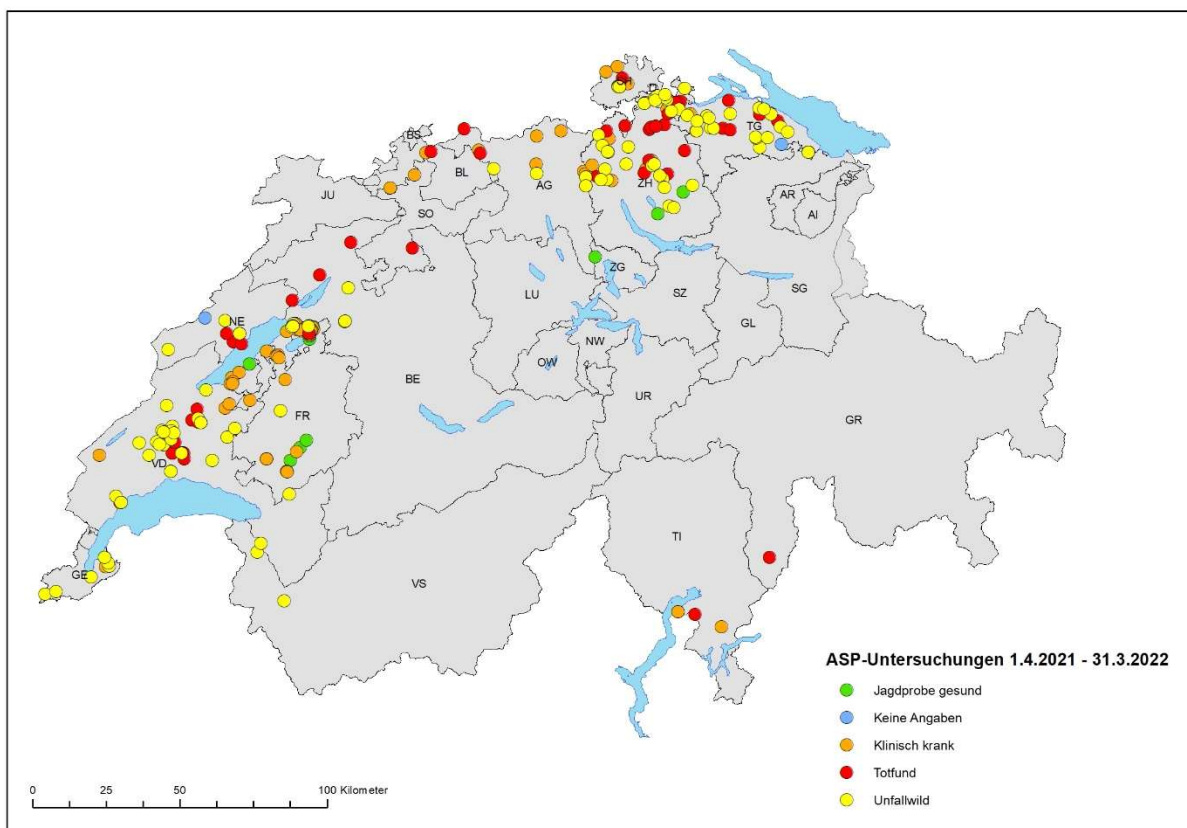 SH
TG
BS
BL
ZH
JU
AG
AR
AI
SO
ZG
LU
SZ
SG
GL
NE
NW
OW
BE
UR
FR
GR
VD
TI
GE
VS
ASP-Untersuchungen 1.4.2021 - 31.3.2022
Jagdprobe gesund
Keine Angaben
Klinisch krank
Totfund
Unfallwild
0 25 50 100 Kilometer